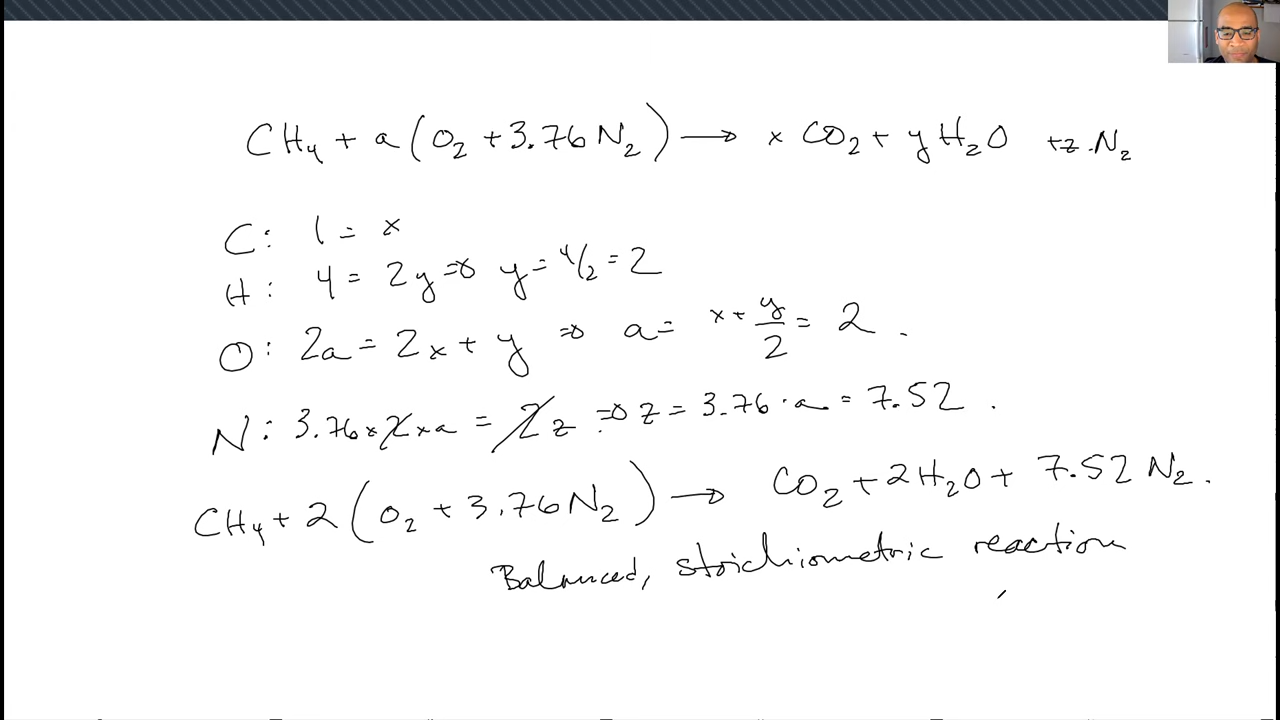 CH₄ + a(O₂ + 3.76 N₂) → x CO₂ + y H₂O + z·N₂
C: 1 = x
H: 4 = 2y ⇒ y = 4/2 = 2
O: 2a = 2x + y ⇒ a = x + y/2 = 2.
N: 3.76 × 2 × a = 2z ⇒ z = 3.76 · a = 7.52.
CH₄ + 2(O₂ + 3.76 N₂) → CO₂ + 2H₂O + 7.52 N₂.
Balanced, stoichiometric reaction